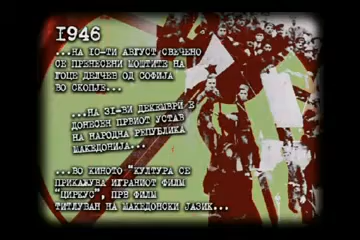 1946
...НА 10-ТИ АВГУСТ СВЕЧЕНО
СЕ ПРЕНЕСЕНИ МОШТИТЕ НА
ГОЦЕ ДЕЛЧЕВ ОД СОФИЈА
ВО СКОПЈЕ...
...НА 31-ВИ ДЕКЕМВРИ Е
ДОНЕСЕН ПРВИОТ УСТАВ
НА НАРОДНА РЕПУБЛИКА
МАКЕДОНИЈА...
...ВО КИНОТО "КУЛТУРА СЕ
ПРИКАЖУВА ИГРАНИОТ ФИЛМ
"ЦИРКУС", ПРВ ФИЛМ
ТИТЛУВАН НА МАКЕДОНСКИ ЈАЗИК...